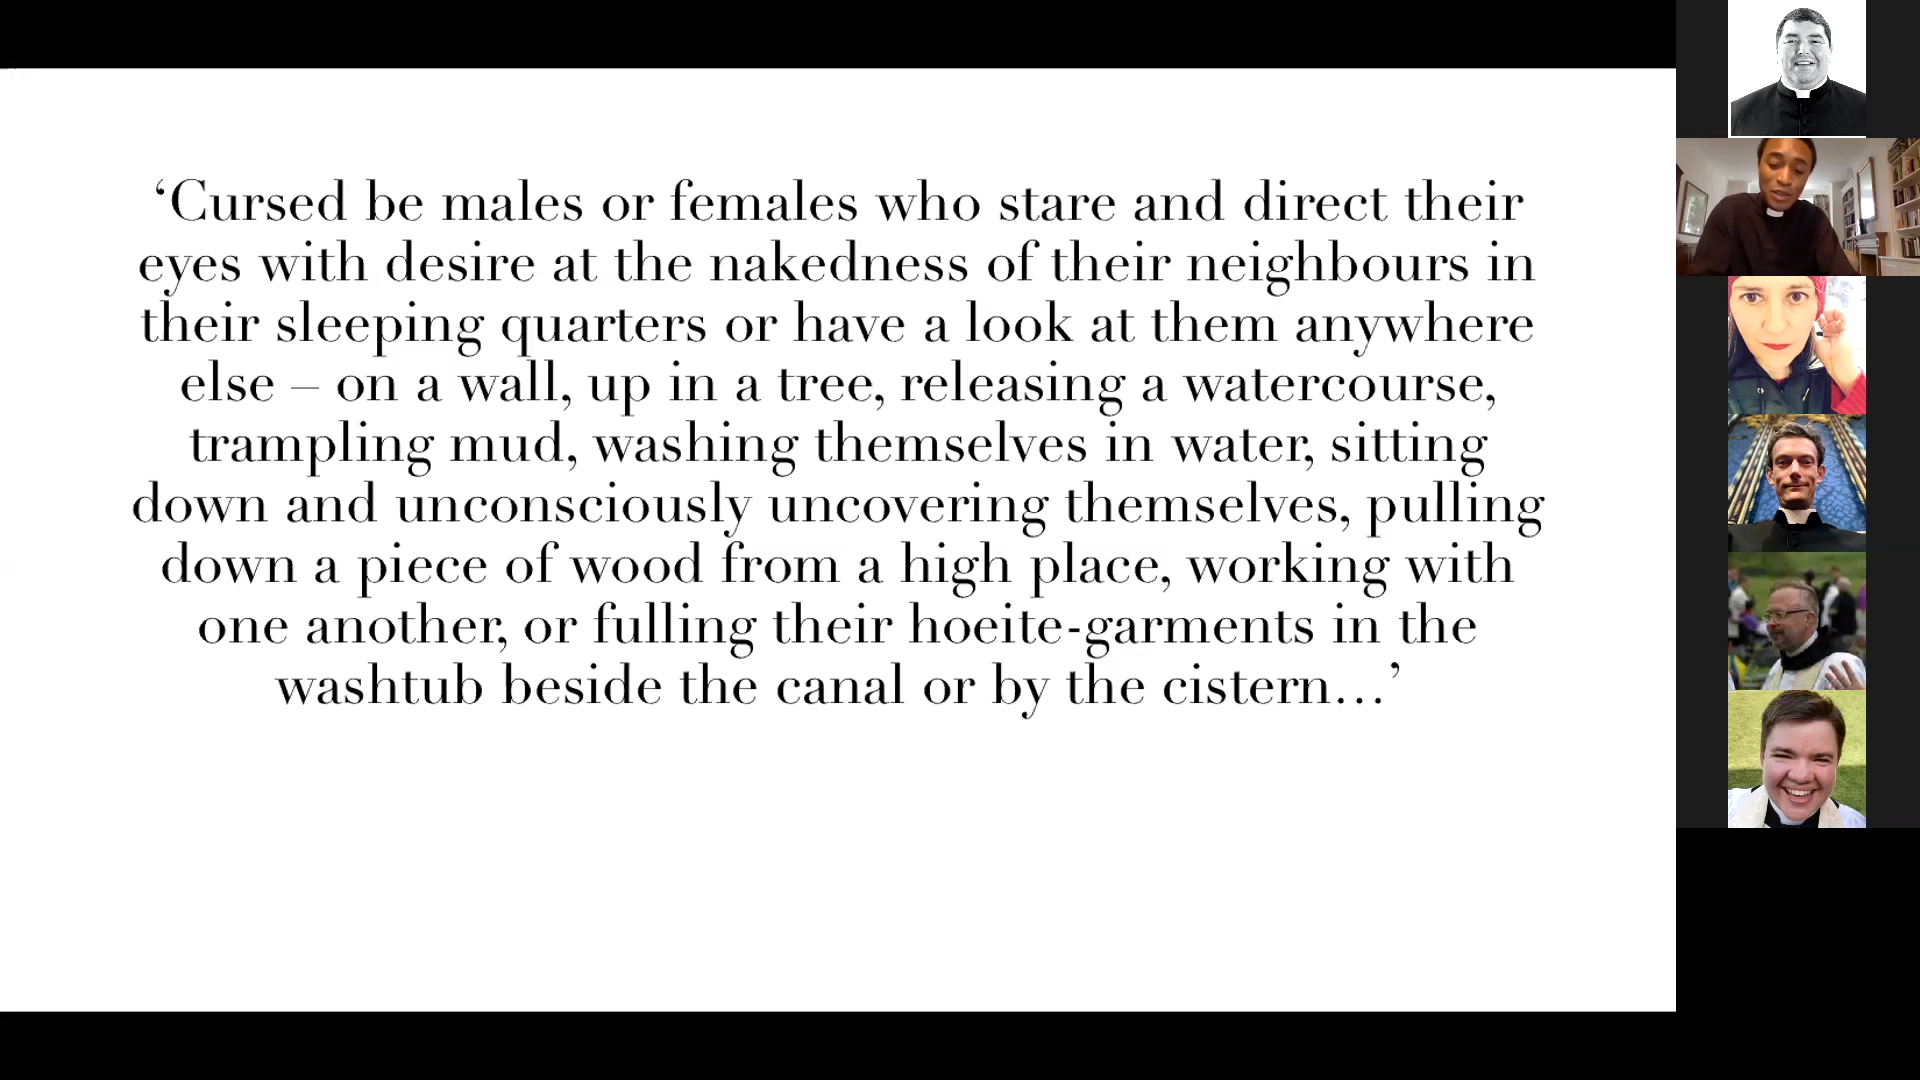 ‘Cursed be males or females who stare and direct their
eyes with desire at the nakedness of their neighbours in
their sleeping quarters or have a look at them anywhere
else – on a wall, up in a tree, releasing a watercourse,
trampling mud, washing themselves in water, sitting
down and unconsciously uncovering themselves, pulling
down a piece of wood from a high place, working with
one another, or fulling their hoeite-garments in the
washtub beside the canal or by the cistern…’